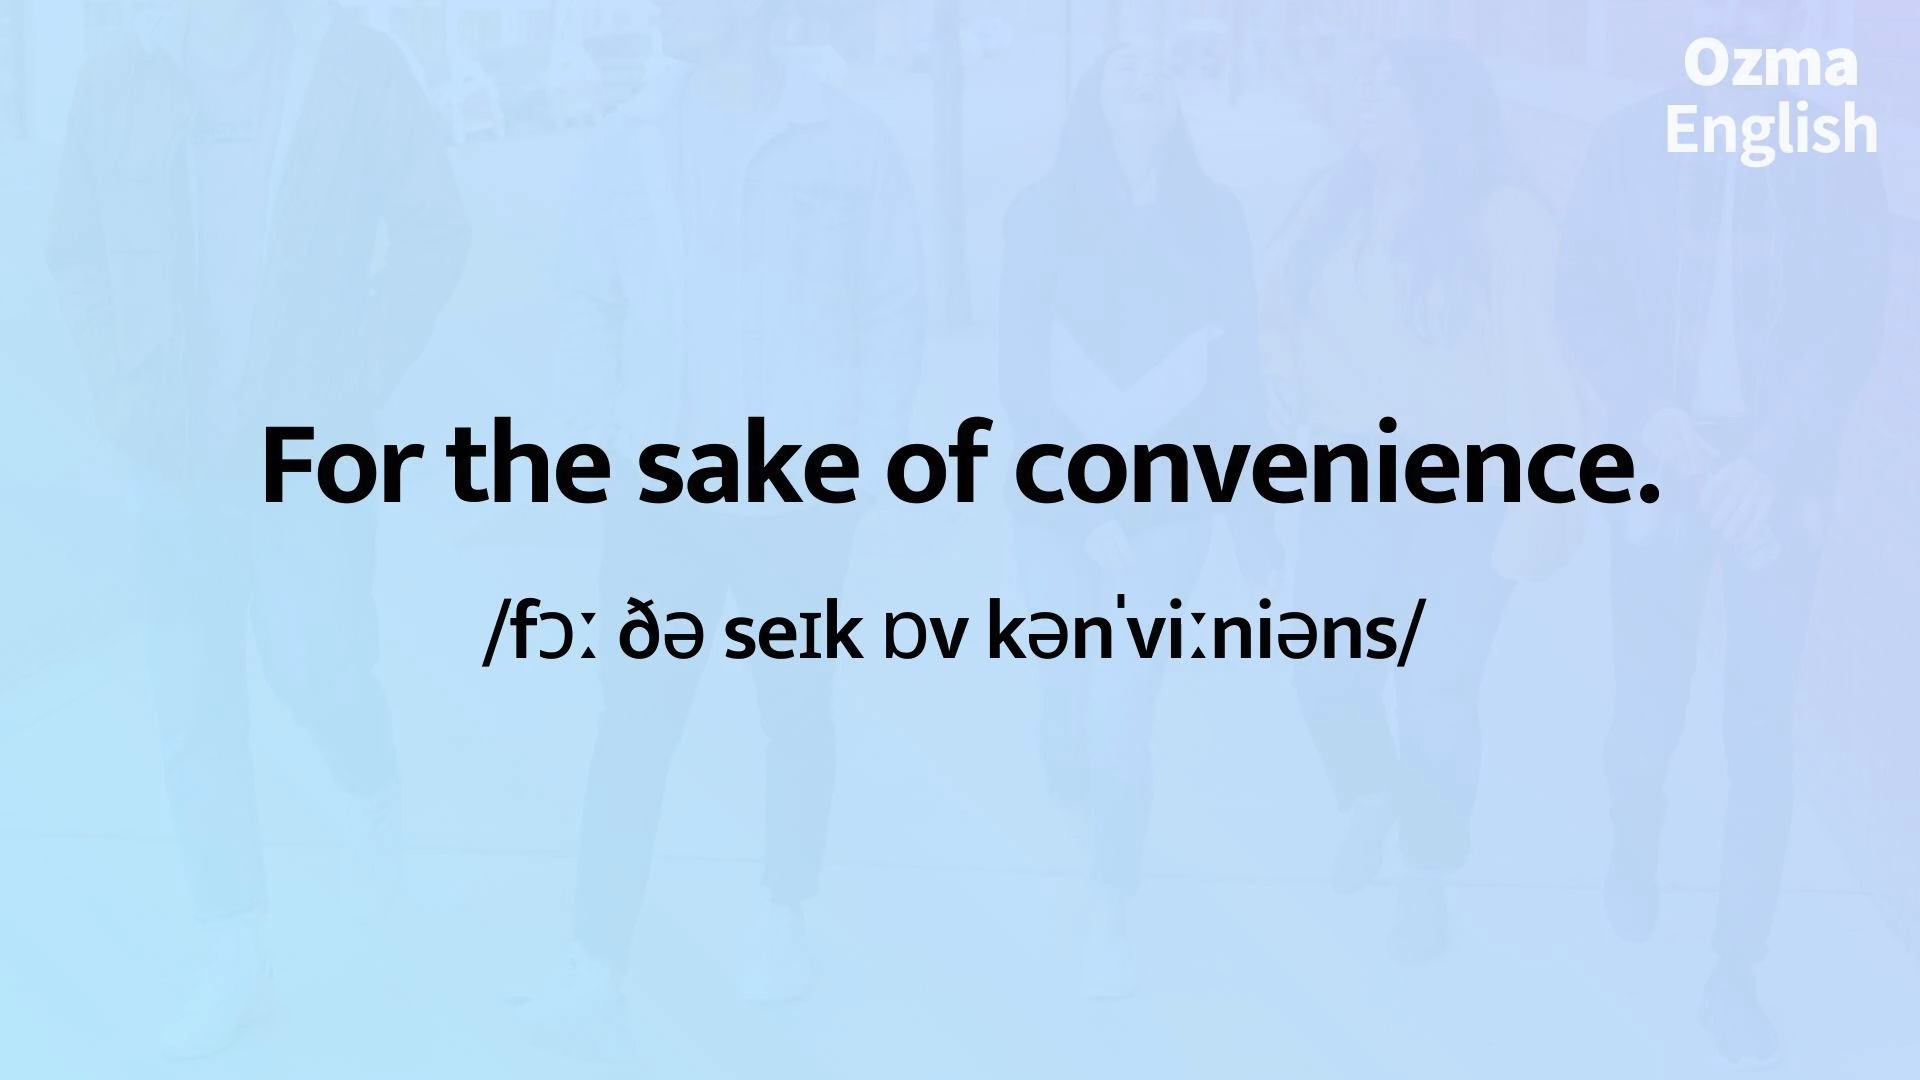 Ozma
English
For the sake of convenience.
/fɔː ðə seɪk ɒv kənˈviːniəns/